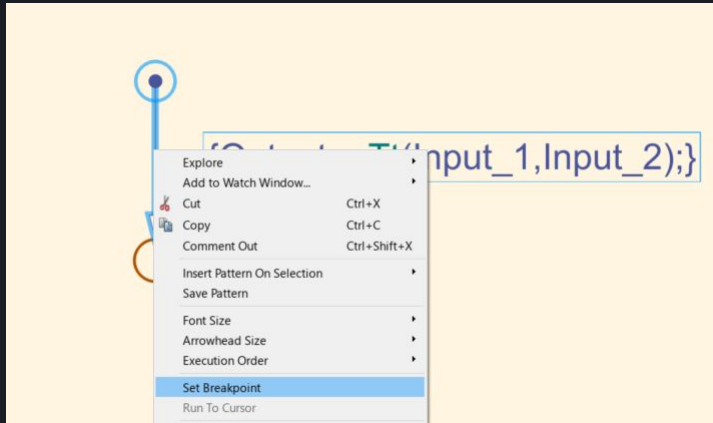 Tt(Input_1,Input_2);}
Explore
Add to Watch Window...
Cut Ctrl+X
Copy Ctrl+C
Comment Out Ctrl+Shift+X
Insert Pattern On Selection
Save Pattern
Font Size
Arrowhead Size
Execution Order
Set Breakpoint
Run To Cursor